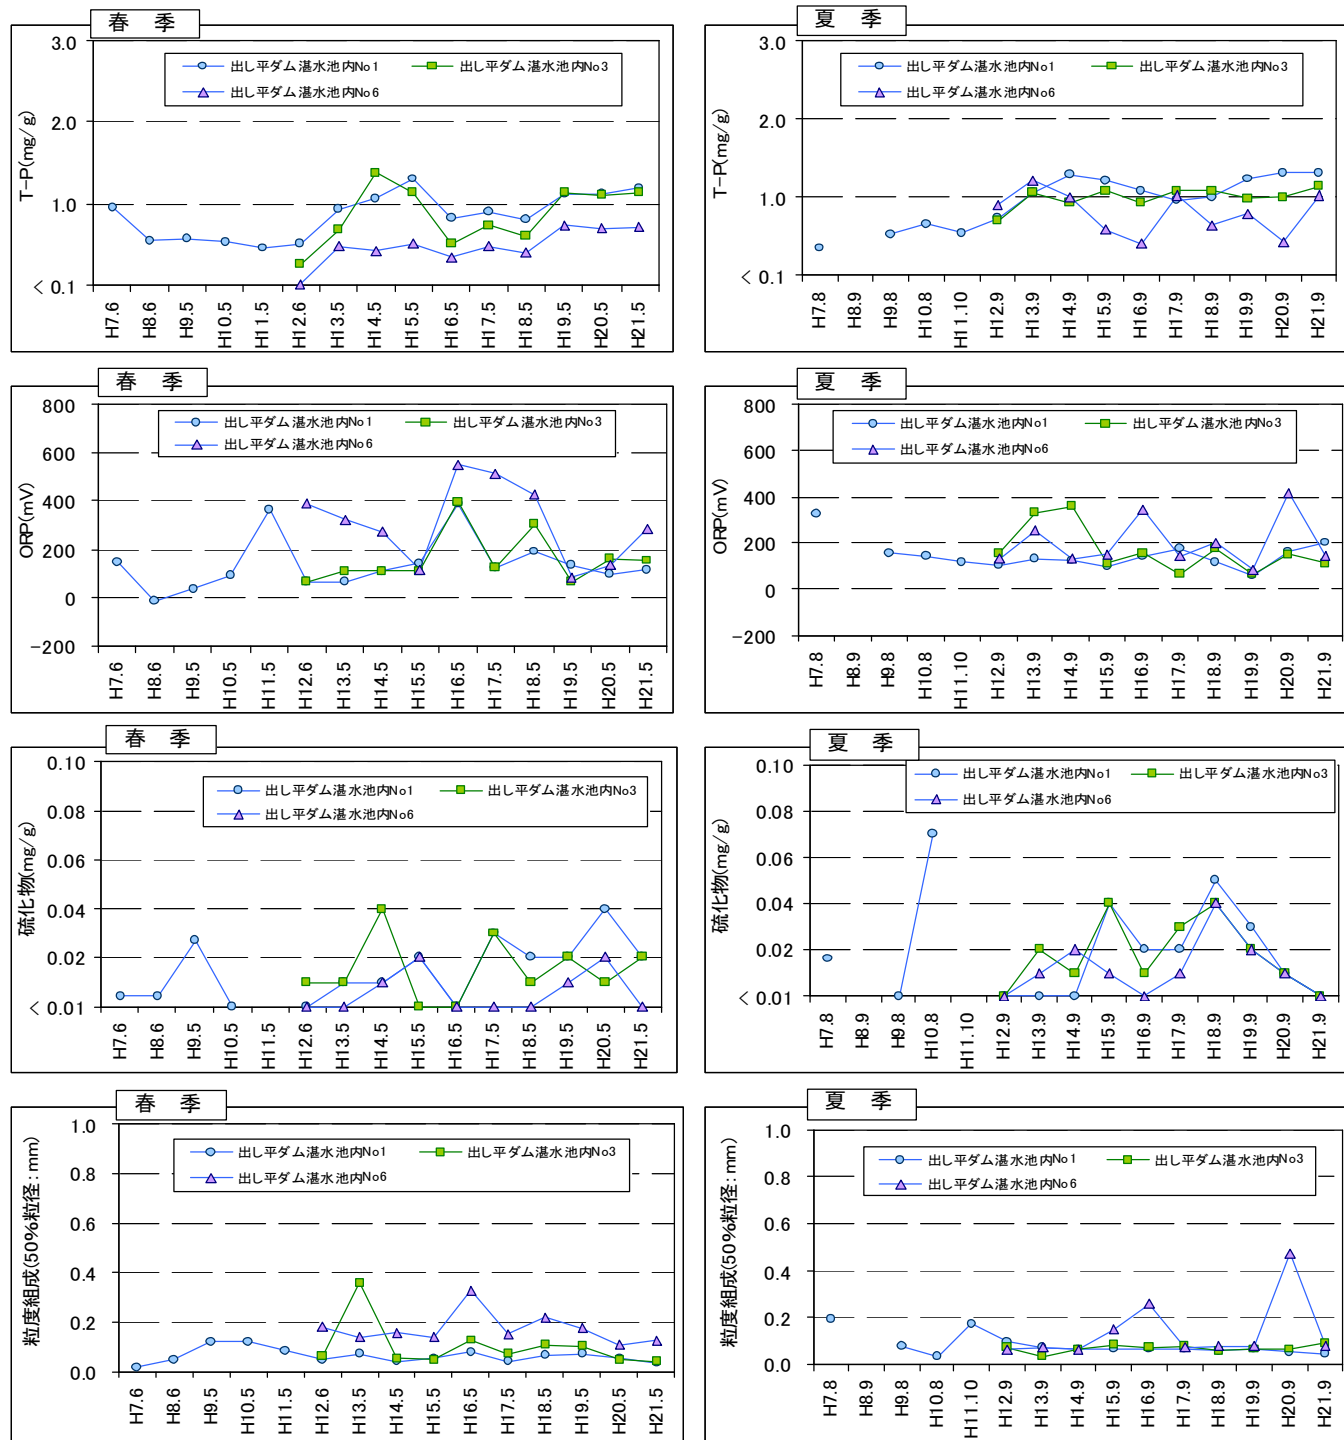 春 季
3.0
2.0
1.0
< 0.1
T-P(mg/g)
出し平ダム湛水池内No1
出し平ダム湛水池内No3
出し平ダム湛水池内No6
H7.6 H8.6 H9.5 H10.5 H11.5 H12.6 H13.5 H14.5 H15.5 H16.5 H17.5 H18.5 H19.5 H20.5 H21.5
夏 季
3.0
2.0
1.0
< 0.1
T-P(mg/g)
出し平ダム湛水池内No1
出し平ダム湛水池内No3
出し平ダム湛水池内No6
H7.8 H8.9 H9.8 H10.8 H11.10 H12.9 H13.9 H14.9 H15.9 H16.9 H17.9 H18.9 H19.9 H20.9 H21.9
春 季
800
600
400
200
0
-200
ORP(mV)
出し平ダム湛水池内No1
出し平ダム湛水池内No3
出し平ダム湛水池内No6
H7.6 H8.6 H9.5 H10.5 H11.5 H12.6 H13.5 H14.5 H15.5 H16.5 H17.5 H18.5 H19.5 H20.5 H21.5
夏 季
800
600
400
200
0
-200
ORP(mV)
出し平ダム湛水池内No1
出し平ダム湛水池内No3
出し平ダム湛水池内No6
H7.8 H8.9 H9.8 H10.8 H11.10 H12.9 H13.9 H14.9 H15.9 H16.9 H17.9 H18.9 H19.9 H20.9 H21.9
春 季
0.10
0.08
0.06
0.04
0.02
< 0.01
硫化物(mg/g)
出し平ダム湛水池内No1
出し平ダム湛水池内No3
出し平ダム湛水池内No6
H7.6 H8.6 H9.5 H10.5 H11.5 H12.6 H13.5 H14.5 H15.5 H16.5 H17.5 H18.5 H19.5 H20.5 H21.5
夏 季
0.10
0.08
0.06
0.04
0.02
< 0.01
硫化物(mg/g)
出し平ダム湛水池内No1
出し平ダム湛水池内No3
出し平ダム湛水池内No6
H7.8 H8.9 H9.8 H10.8 H11.10 H12.9 H13.9 H14.9 H15.9 H16.9 H17.9 H18.9 H19.9 H20.9 H21.9
春 季
1.0
0.8
0.6
0.4
0.2
0.0
粒度組成(50%粒径:mm)
出し平ダム湛水池内No1
出し平ダム湛水池内No3
出し平ダム湛水池内No6
H7.6 H8.6 H9.5 H10.5 H11.5 H12.6 H13.5 H14.5 H15.5 H16.5 H17.5 H18.5 H19.5 H20.5 H21.5
夏 季
1.0
0.8
0.6
0.4
0.2
0.0
粒度組成(50%粒径:mm)
出し平ダム湛水池内No1
出し平ダム湛水池内No3
出し平ダム湛水池内No6
H7.8 H8.9 H9.8 H10.8 H11.10 H12.9 H13.9 H14.9 H15.9 H16.9 H17.9 H18.9 H19.9 H20.9 H21.9